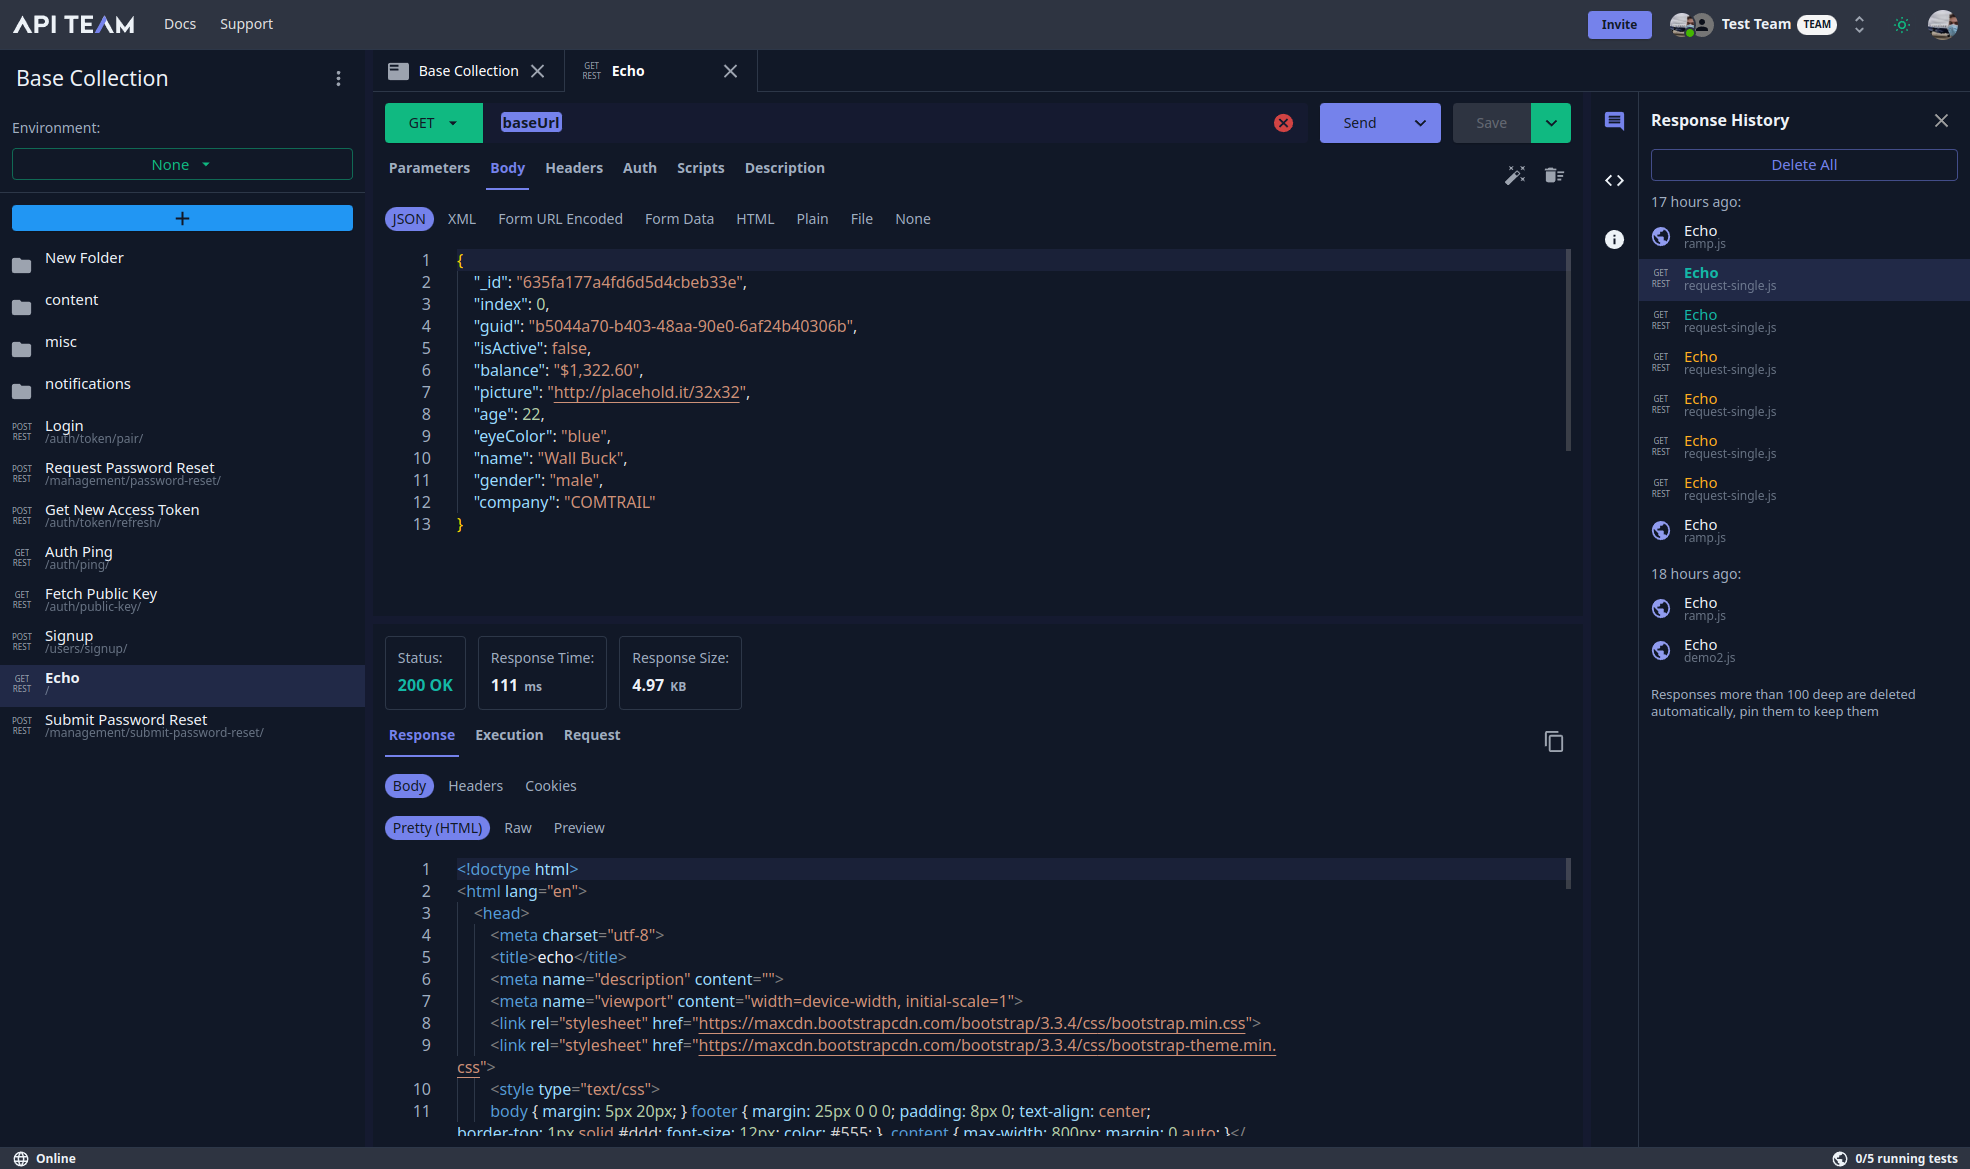 API TEAM
Docs
Support
Invite
Test Team
TEAM
Base Collection
Environment:
None
+
New Folder
content
misc
notifications
POST REST Login
/auth/token/pair/
POST REST Request Password Reset
/management/password-reset/
POST REST Get New Access Token
/auth/token/refresh/
GET REST Auth Ping
/auth/ping/
GET REST Fetch Public Key
/auth/public-key/
POST REST Signup
/users/signup/
GET REST Echo
/
POST REST Submit Password Reset
/management/submit-password-reset/
Base Collection
GET REST Echo
GET
baseUrl
Send
Save
Parameters Body Headers Auth Scripts Description
JSON XML Form URL Encoded Form Data HTML Plain File None
1 {
2 "_id": "635fa177a4fd6d5d4cbeb33e",
3 "index": 0,
4 "guid": "b5044a70-b403-48aa-90e0-6af24b40306b",
5 "isActive": false,
6 "balance": "$1,322.60",
7 "picture": "http://placehold.it/32x32",
8 "age": 22,
9 "eyeColor": "blue",
10 "name": "Wall Buck",
11 "gender": "male",
12 "company": "COMTRAIL"
13 }
Status:
200 OK
Response Time:
111 ms
Response Size:
4.97 KB
Response Execution Request
Body Headers Cookies
Pretty (HTML) Raw Preview
1 <!doctype html>
2 <html lang="en">
3 <head>
4 <meta charset="utf-8">
5 <title>echo</title>
6 <meta name="description" content="">
7 <meta name="viewport" content="width=device-width, initial-scale=1">
8 <link rel="stylesheet" href="https://maxcdn.bootstrapcdn.com/bootstrap/3.3.4/css/bootstrap.min.css">
9 <link rel="stylesheet" href="https://maxcdn.bootstrapcdn.com/bootstrap/3.3.4/css/bootstrap-theme.min.
css">
10 <style type="text/css">
11 body { margin: 5px 20px; } footer { margin: 25px 0 0 0; padding: 8px 0; text-align: center;
border-top: 1px solid #ddd; font-size: 12px; color: #555; } .content { max-width: 800px; margin: 0 auto; }</
Response History
Delete All
17 hours ago:
Echo
ramp.js
GET REST Echo
request-single.js
GET REST Echo
request-single.js
GET REST Echo
request-single.js
GET REST Echo
request-single.js
GET REST Echo
request-single.js
GET REST Echo
request-single.js
Echo
ramp.js
18 hours ago:
Echo
ramp.js
Echo
demo2.js
Responses more than 100 deep are deleted
automatically, pin them to keep them
Online
0/5 running tests